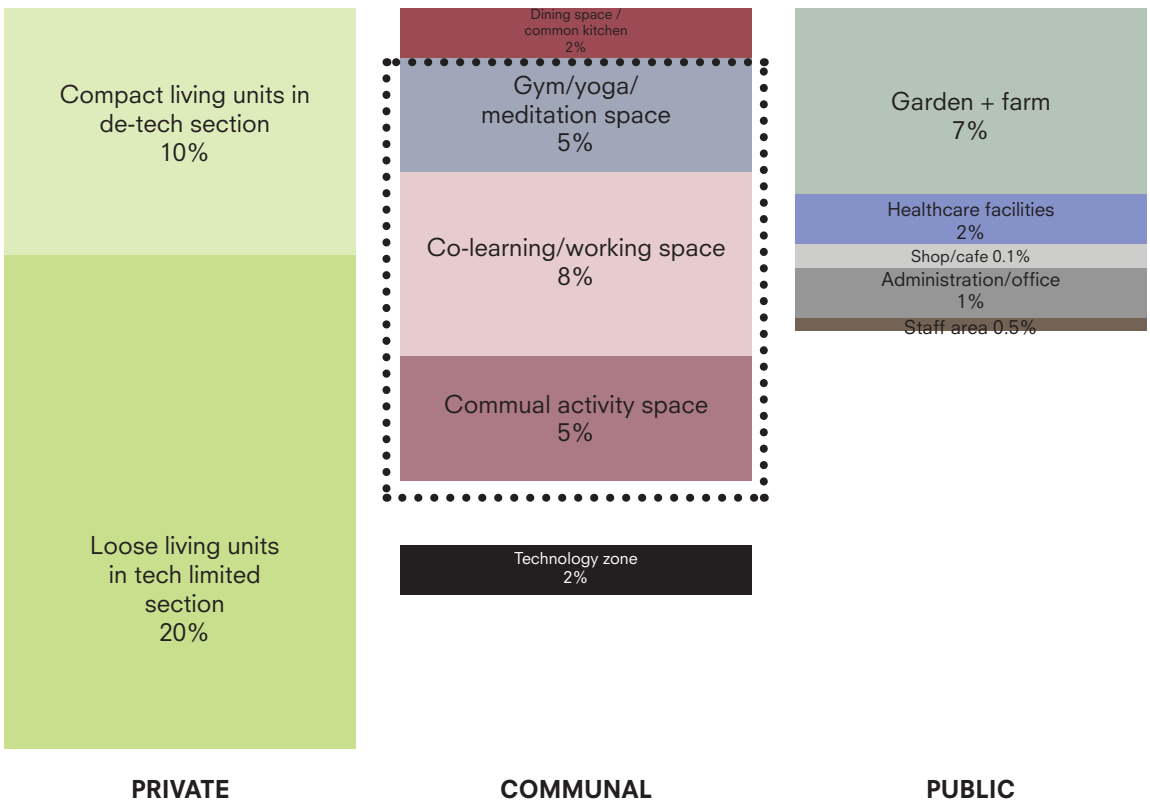 Compact living units in
de-tech section
10%
Loose living units
in tech limited
section
20%
PRIVATE
Dining space /
common kitchen
2%
Gym/yoga/
meditation space
5%
Co-learning/working space
8%
Commual activity space
5%
Technology zone
2%
COMMUNAL
Garden + farm
7%
Healthcare facilities
2%
Shop/cafe 0.1%
Administration/office
1%
Staff area 0.5%
PUBLIC